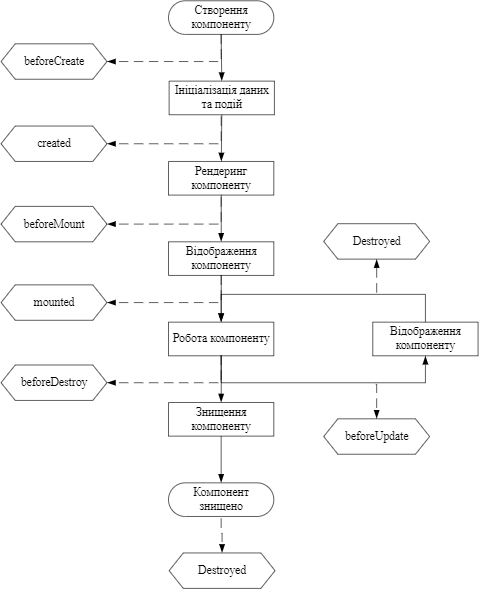 Створення
компоненту
beforeCreate
Ініціалізація даних
та подій
created
Рендеринг
компоненту
beforeMount
Відображення
компоненту
Destroyed
mounted
Робота компоненту
Відображення
компоненту
beforeDestroy
Знищення
компоненту
beforeUpdate
Компонент
знищено
Destroyed